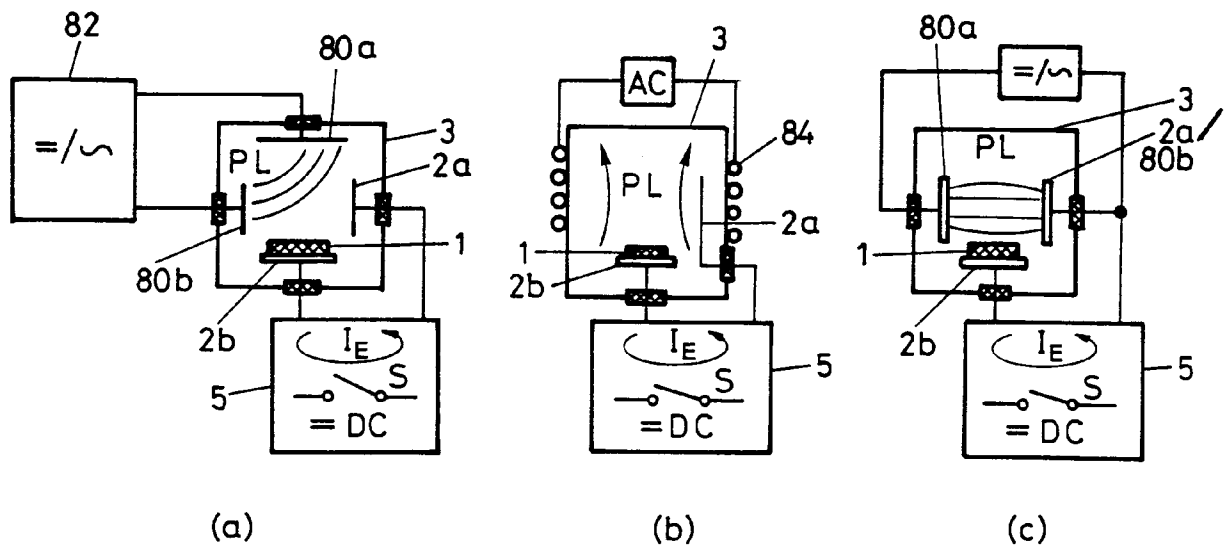 82
80a
=/~
PL
3
2a
1
80b
2b
I_E
S
5
= DC
(a)
3
AC
84
PL
2a
1
2b
I_E
S
5
= DC
(b)
80a
=/~
3
2a/
80b
PL
1
2b
I_E
S
5
= DC
(c)